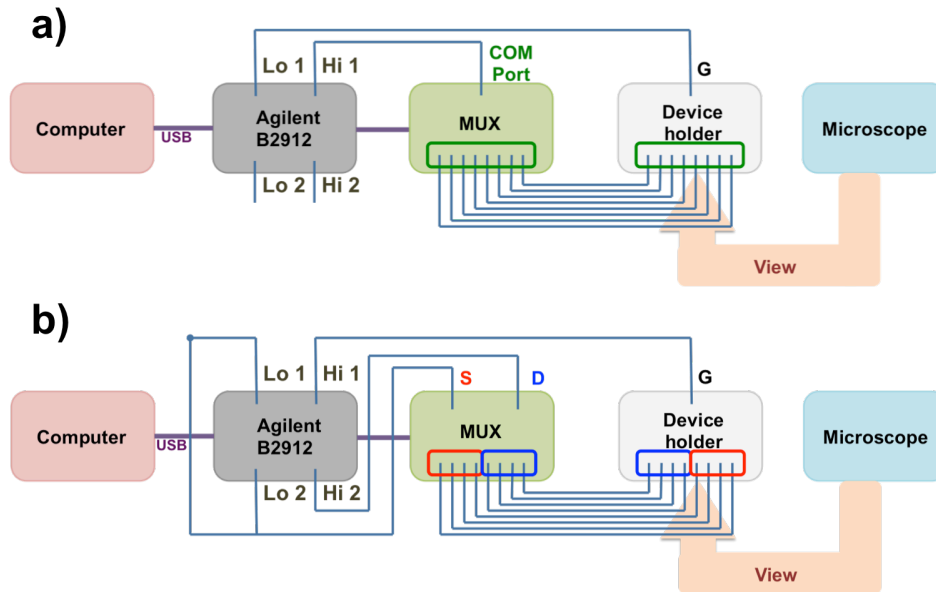 a)
Lo 1 Hi 1
COM
Port
G
Computer
USB
Agilent
B2912
MUX
Device
holder
Microscope
Lo 2 Hi 2
View
b)
Lo 1 Hi 1
S
D
G
Computer
USB
Agilent
B2912
MUX
Device
holder
Microscope
Lo 2 Hi 2
View